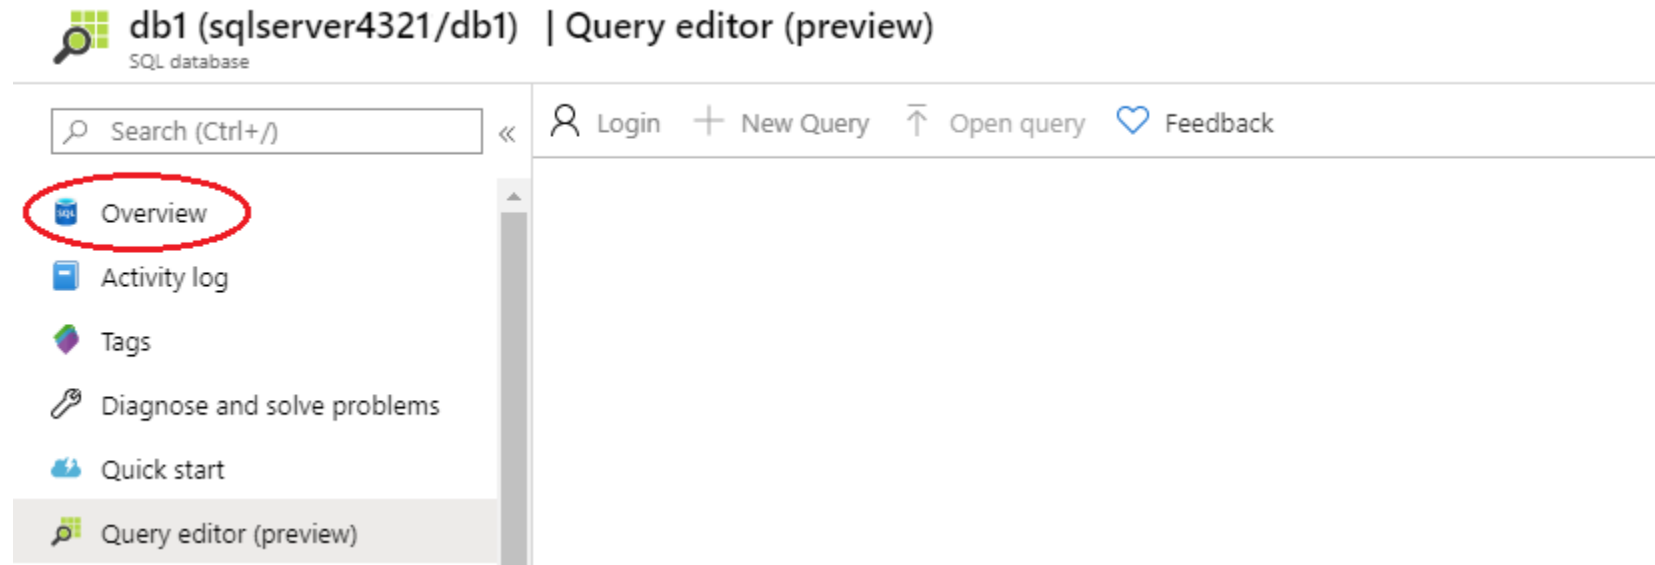 db1 (sqlserver4321/db1) | Query editor (preview)
SQL database
Search (Ctrl+/)
«
Login
New Query
Open query
Feedback
SQL
Overview
Activity log
Tags
Diagnose and solve problems
Quick start
Query editor (preview)